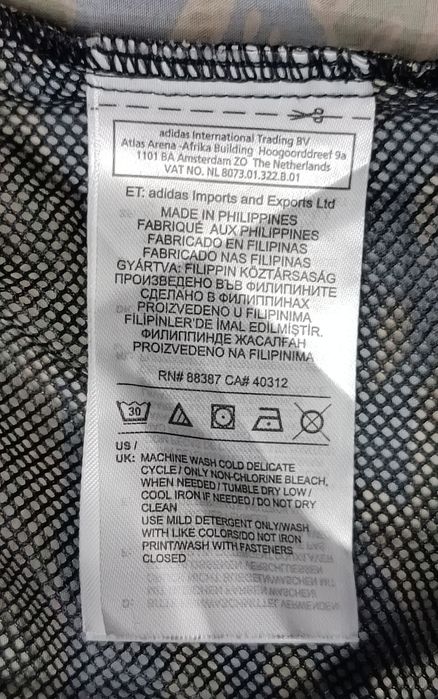 adidas International Trading BV
Atlas Arena -Afrika Building Hoogoorddreef 9a
1101 BA Amsterdam ZO The Netherlands
VAT NO. NL 8073.01.322.B.01
ET: adidas Imports and Exports Ltd
MADE IN PHILIPPINES
FABRIQUÉ AUX PHILIPPINES
FABRICADO EN FILIPINAS
FABRICADO NAS FILIPINAS
GYÁRTVA: FILIPPIN KÖZTÁRSASÁG
ПРОИЗВЕДЕНО ВЪВ ФИЛИПИНИТЕ
СДЕЛАНО В ФИЛИППИНАХ
PROIZVEDENO U FILIPINIMA
FİLİPİNLER'DE IMAL EDİLMİŞTİR.
ФИЛИППИНДЕ ЖАСАЛҒАН
PROIZVEDENO NA FILIPINIMA
RN# 88387 CA# 40312
30
US /
UK: MACHINE WASH COLD DELICATE
CYCLE / ONLY NON-CHLORINE BLEACH,
WHEN NEEDED / TUMBLE DRY LOW /
COOL IRON IF NEEDED / DO NOT DRY
CLEAN
USE MILD DETERGENT ONLY/WASH
WITH LIKE COLORS/DO NOT IRON
PRINT/WASH WITH FASTENERS
CLOSED